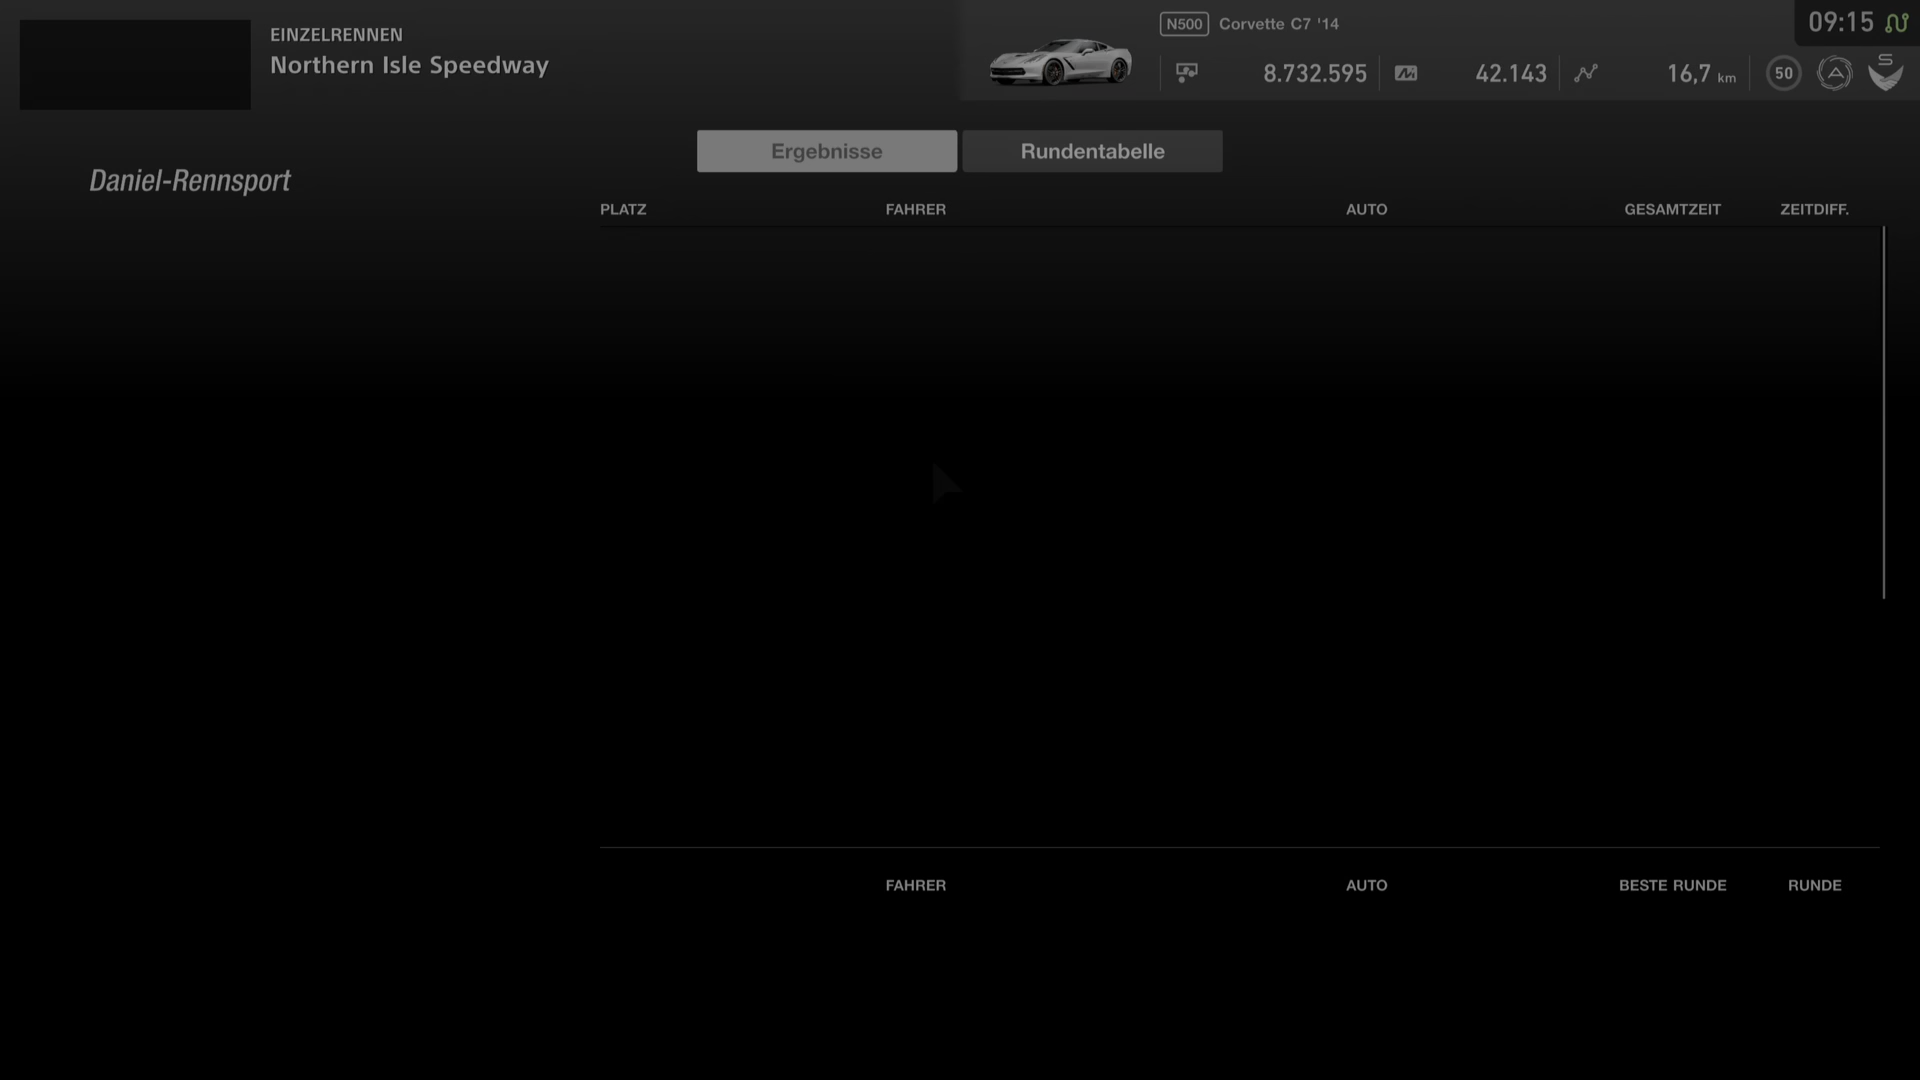 EINZELRENNEN
Northern Isle Speedway
N500 Corvette C7 '14
09:15
8.732.595 42.143 16,7 km 50 A S
Ergebnisse Rundentabelle
Daniel-Rennsport
PLATZ FAHRER AUTO GESAMTZEIT ZEITDIFF.
FAHRER AUTO BESTE RUNDE RUNDE